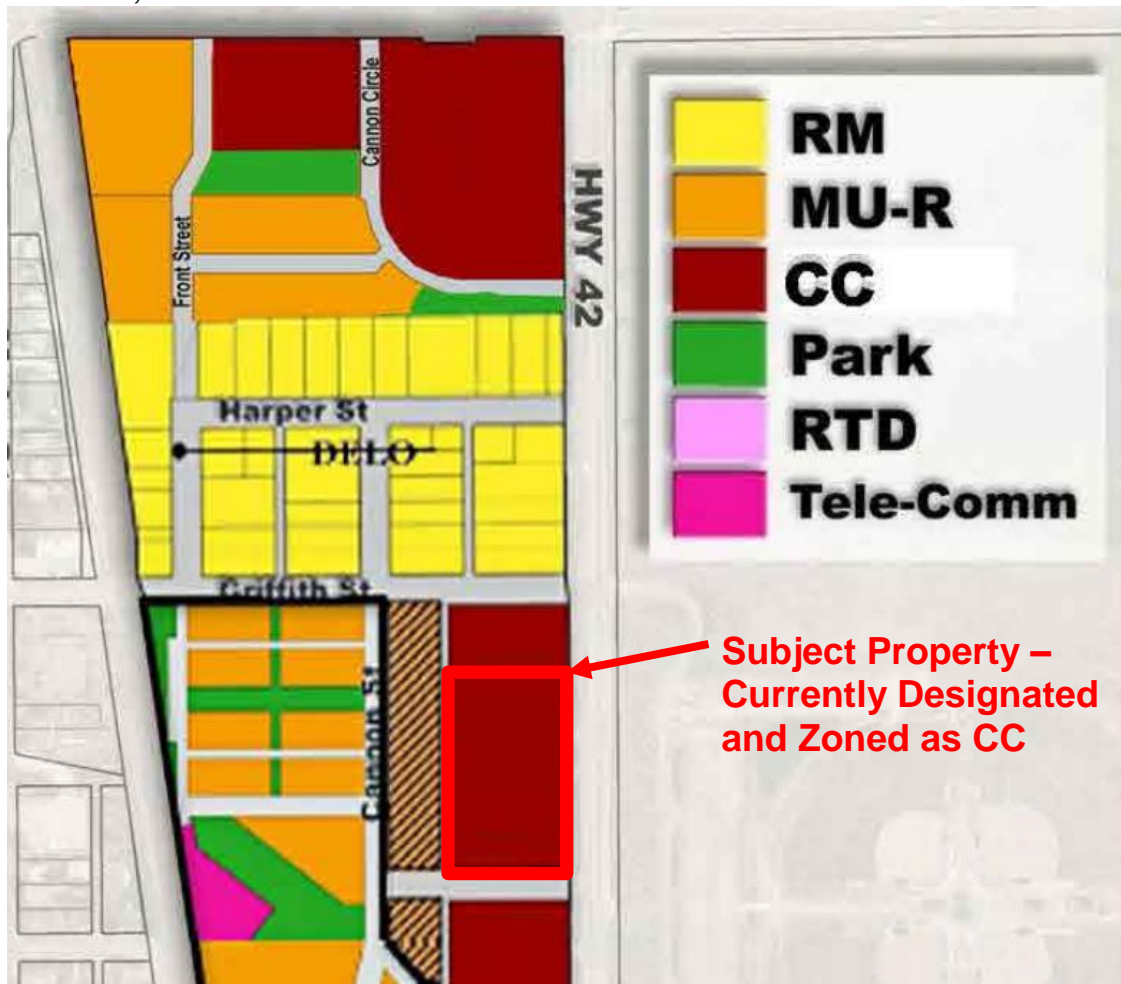 Cannon Circle
Front Street
HWY 42
Harper St
DELO
Griffith St
Cannon St
RM
MU-R
CC
Park
RTD
Tele-Comm
Subject Property –
Currently Designated
and Zoned as CC